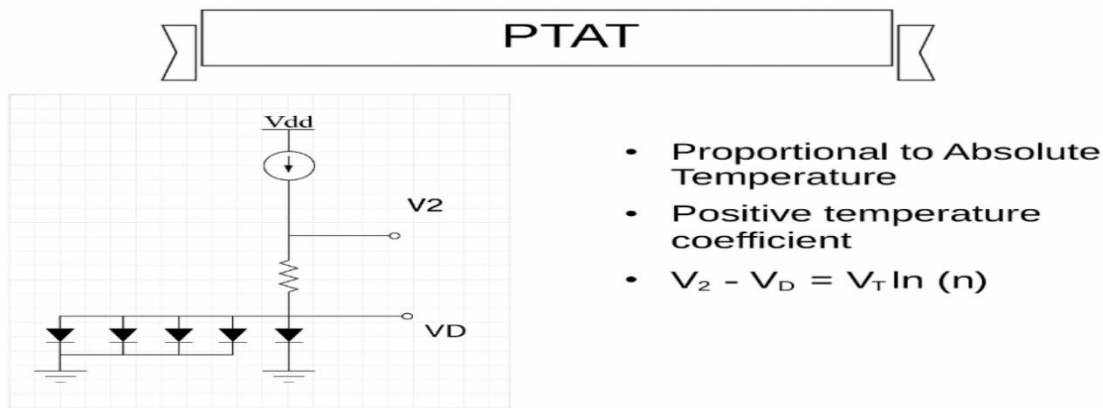 PTAT
Vdd
V2
VD
• Proportional to Absolute
Temperature
• Positive temperature
coefficient
• V₂ - V_D = V_T ln (n)